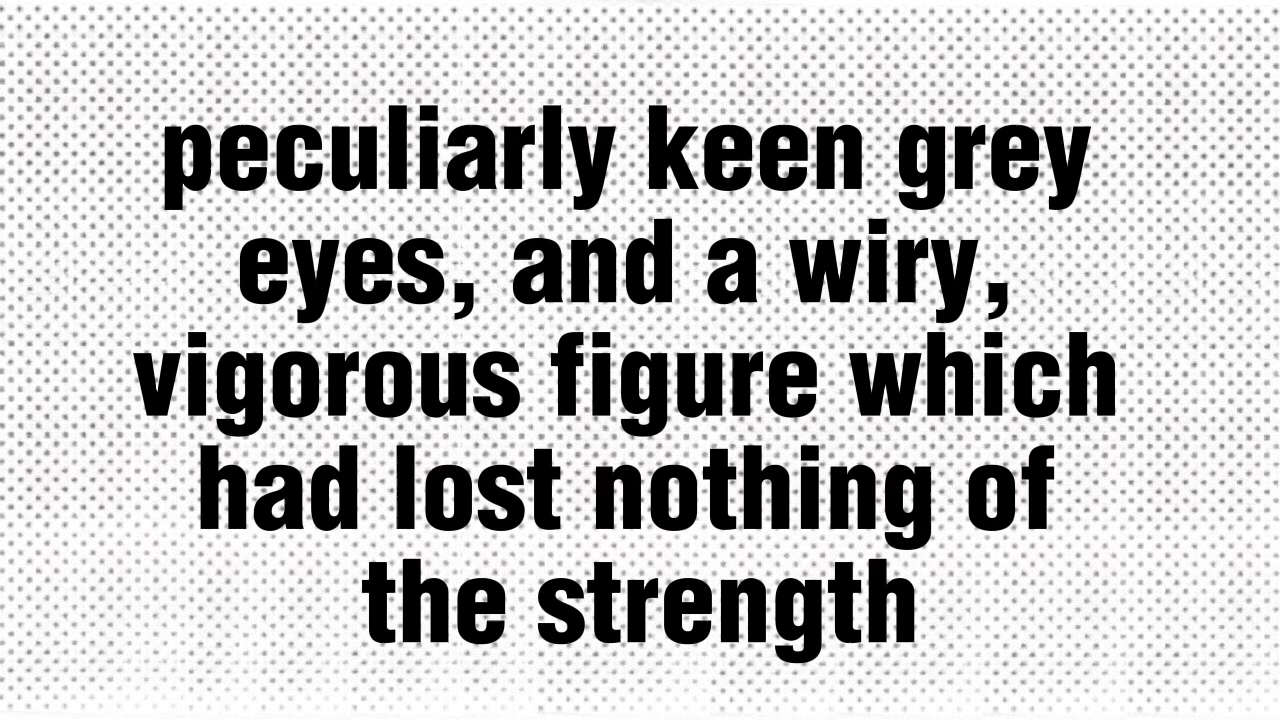 peculiarly keen grey
eyes, and a wiry,
vigorous figure which
had lost nothing of
the strength